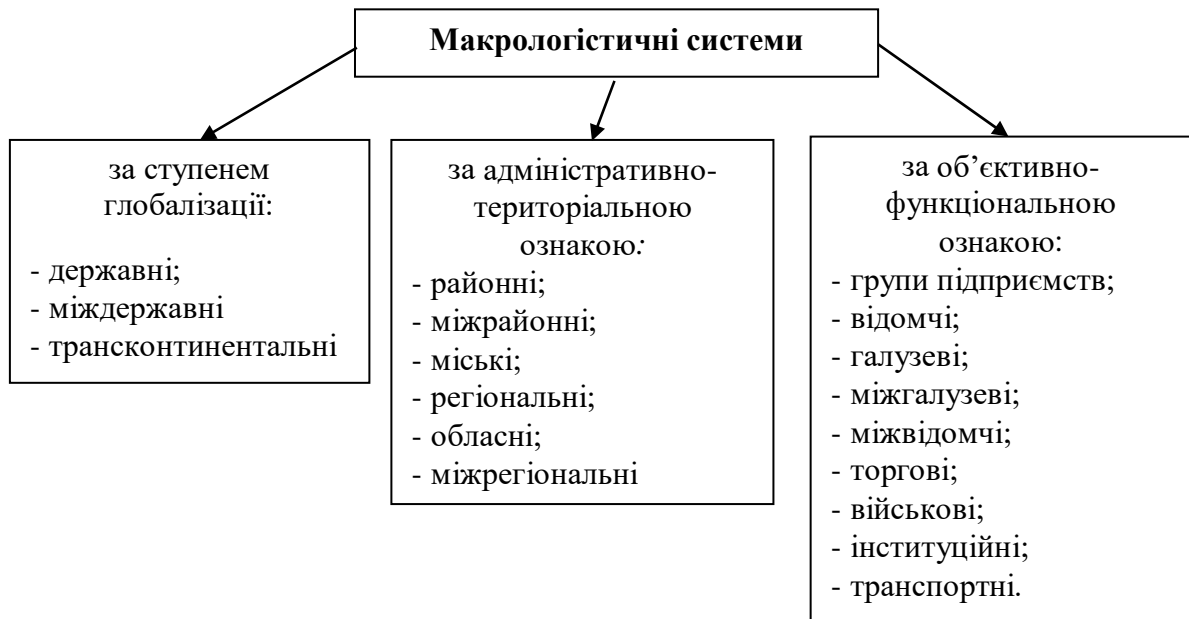 Макрологістичні системи
за ступенем
глобалізації:
- державні;
- міждержавні
- трансконтинентальні
за адміністративно-
територіальною
ознакою:
- районні;
- міжрайонні;
- міські;
- регіональні;
- обласні;
- міжрегіональні
за об’єктивно-
функціональною
ознакою:
- групи підприємств;
- відомчі;
- галузеві;
- міжгалузеві;
- міжвідомчі;
- торгові;
- військові;
- інституційні;
- транспортні.